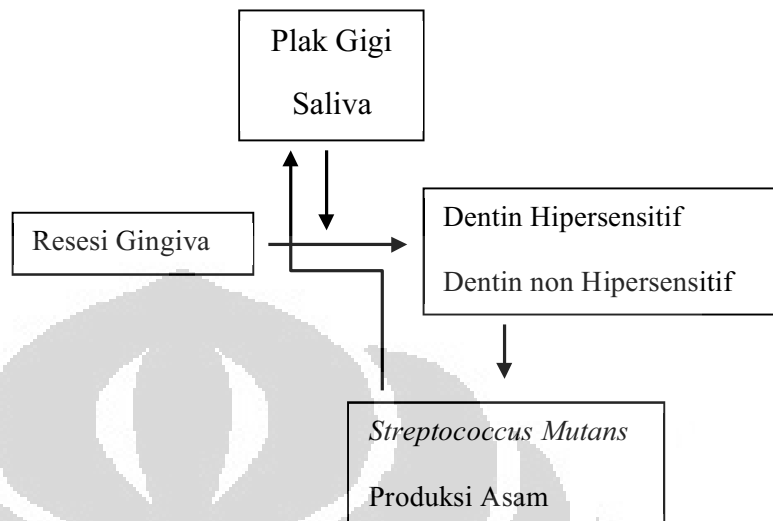 Plak Gigi
Saliva
Resesi Gingiva
Dentin Hipersensitif
Dentin non Hipersensitif
Streptococcus Mutans
Produksi Asam